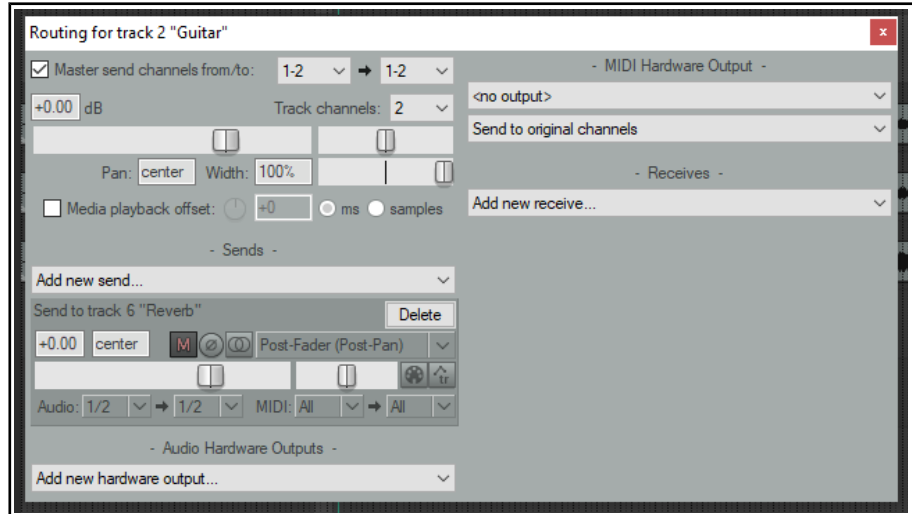 Routing for track 2 "Guitar"
x
Master send channels from/to: 1-2 1-2
+0.00 dB Track channels: 2
Pan: center Width: 100%
Media playback offset: +0 ms samples
- Sends -
Add new send...
Send to track 6 "Reverb" Delete
+0.00 center M Post-Fader (Post-Pan)
tr
Audio: 1/2 1/2 MIDI: All All
- Audio Hardware Outputs -
Add new hardware output...
- MIDI Hardware Output -
<no output>
Send to original channels
- Receives -
Add new receive...